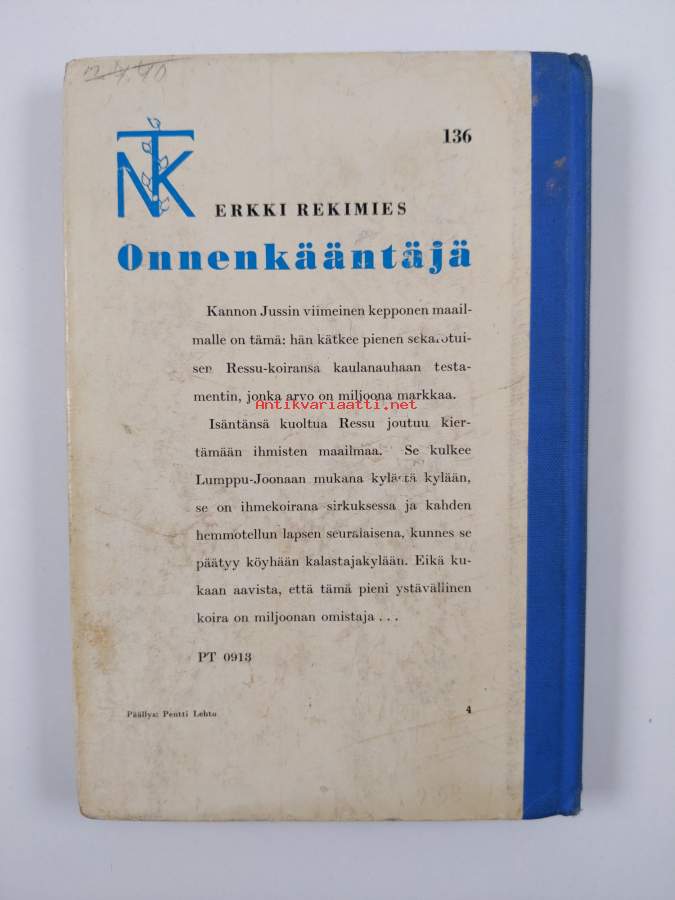 136
NTK
ERKKI REKIMIES
Onnenkääntäjä
Kannon Jussin viimeinen kepponen maail-
malle on tämä: hän kätkee pienen sekarotui-
sen Ressu-koiransa kaulanauhaan testa-
mentin, jonka arvo on miljoona markkaa.
Antikvariaatti.net
Isäntänsä kuoltua Ressu joutuu kier-
tämään ihmisten maailmaa. Se kulkee
Lumppu-Joonaan mukana kylästä kylään,
se on ihmekoirana sirkuksessa ja kahden
hemmotellun lapsen seuralaisena, kunnes se
päätyy köyhään kalastajakylään. Eikä ku-
kaan aavista, että tämä pieni ystävällinen
koira on miljoonan omistaja ...
PT 0913
Päällys: Pentti Lehto
4